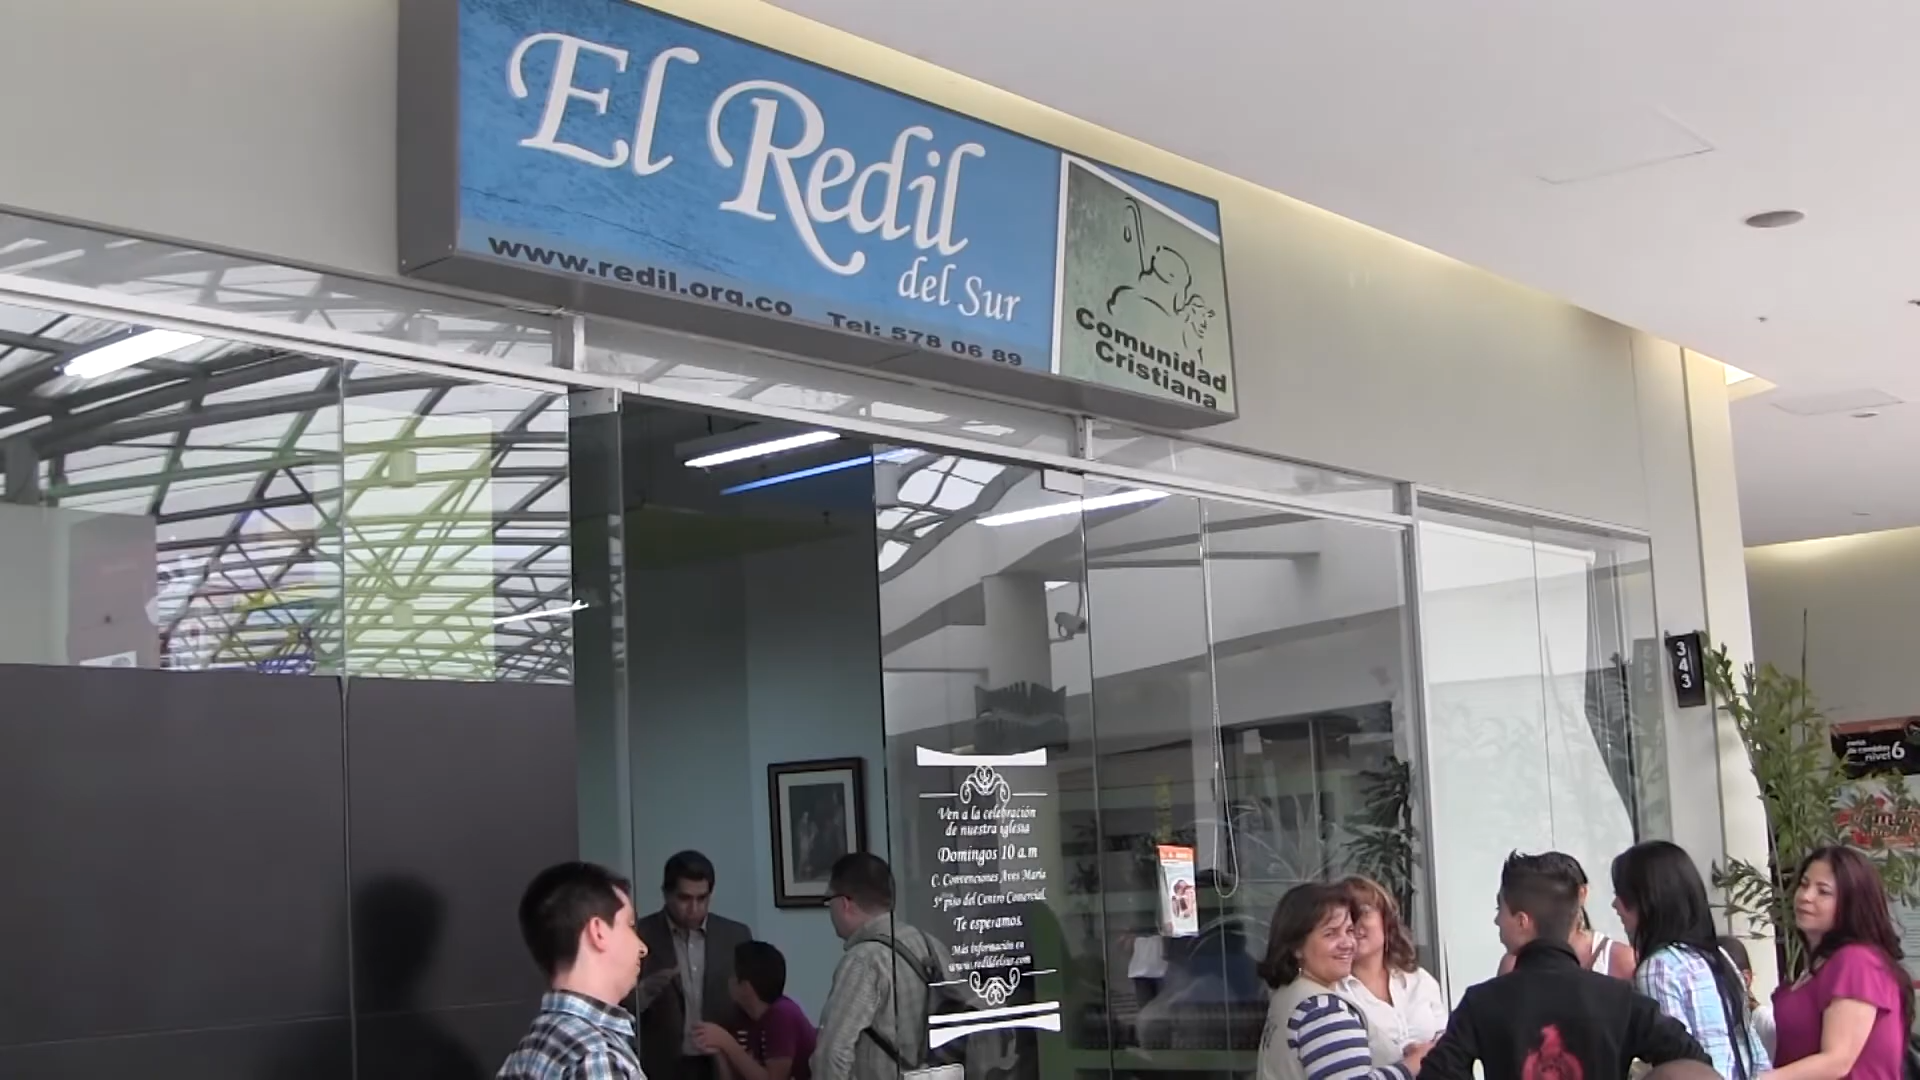 El Redil
del Sur
www.redil.org.co Tel: 578 06 89
Comunidad
Cristiana
343
Ven a la celebración
de nuestra iglesia
Domingos 10 a.m
C. Convenciones Aves María
5º piso del Centro Comercial.
Te esperamos.
Más información en
www.redildelsur.com
de comidas
nivel 6